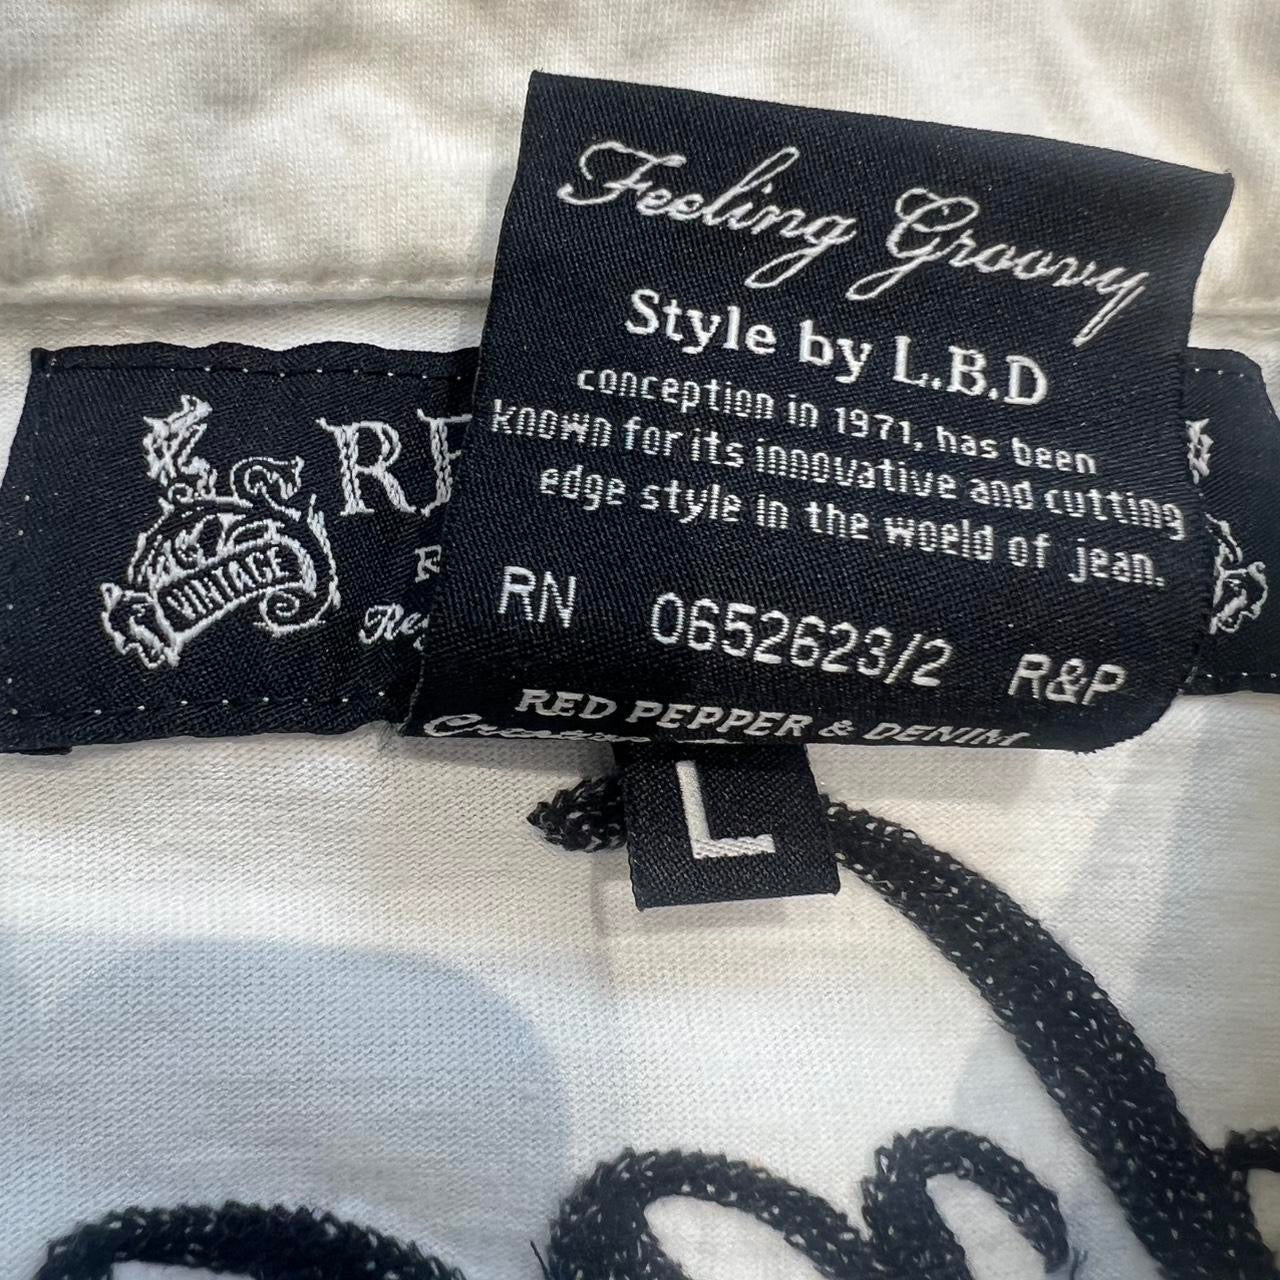 Feeling Groovy
Style by L.B.D
conception in 1971, has been
known for its innovative and cutting
edge style in the woeld of jean.
RN 0652623/2 R&P
RED PEPPER & DENIM
VINTAGE
L